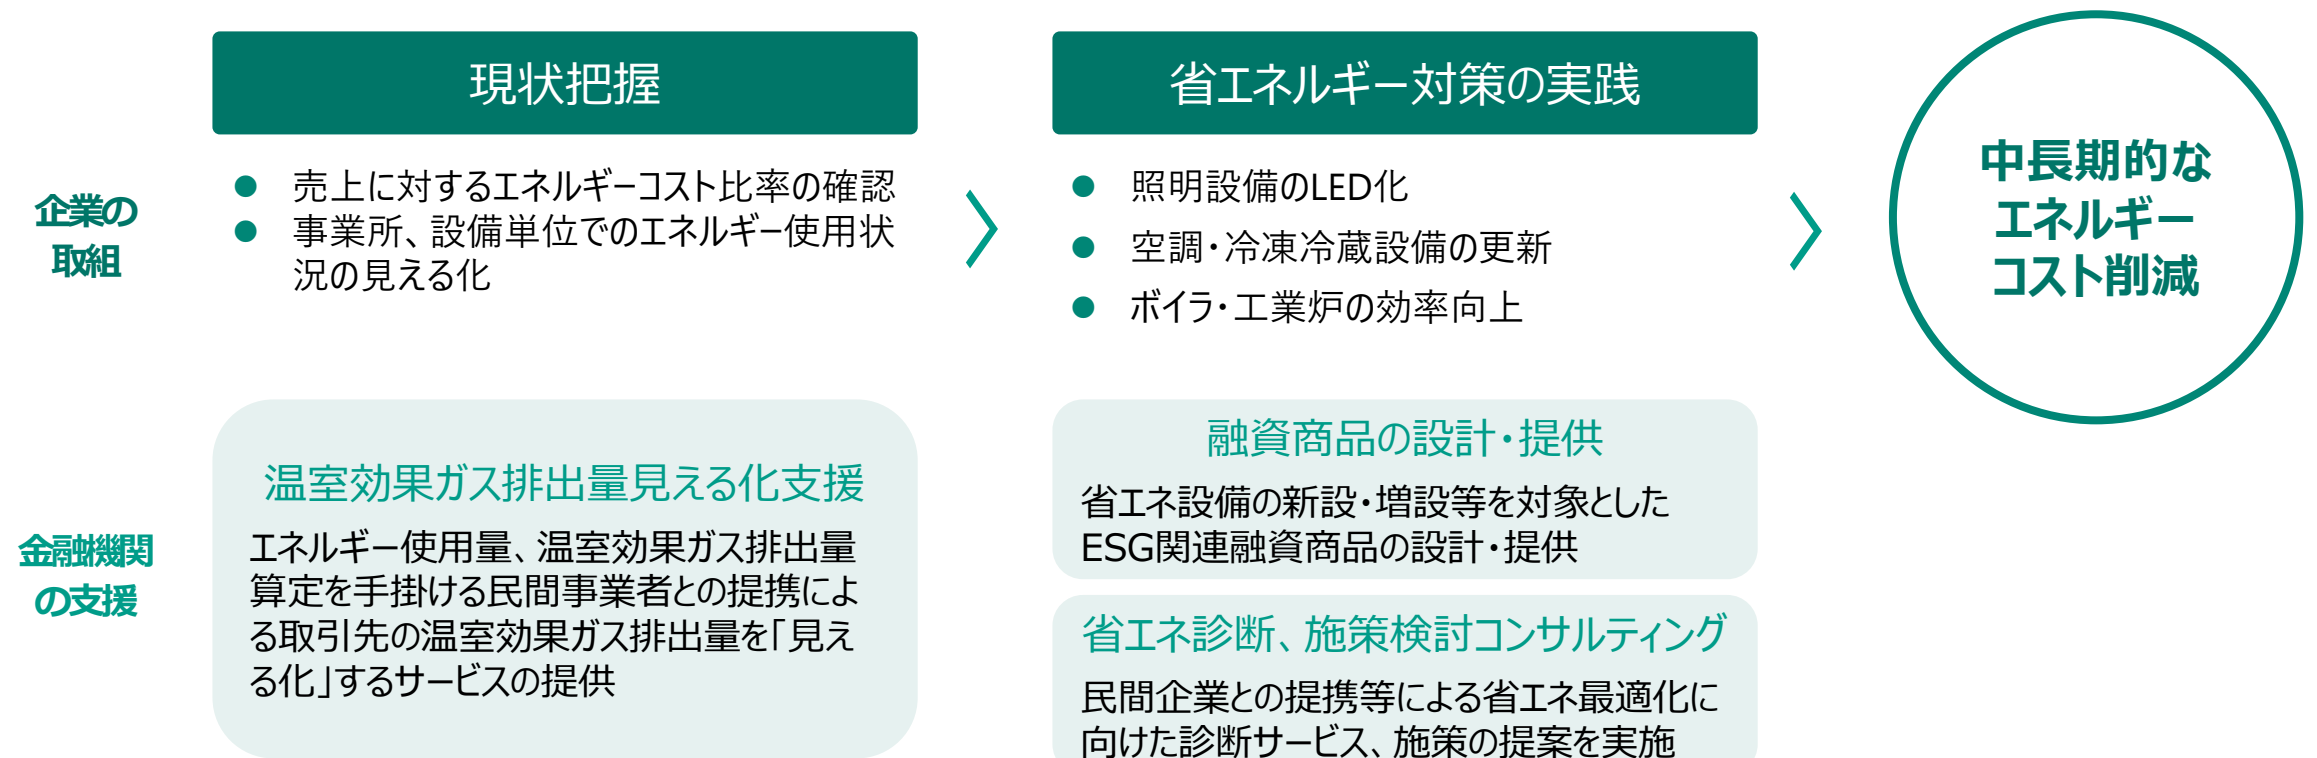 現状把握
省エネルギー対策の実践
企業の
取組
売上に対するエネルギーコスト比率の確認
事業所、設備単位でのエネルギー使用状
況の見える化
照明設備のLED化
空調・冷凍冷蔵設備の更新
ボイラ・工業炉の効率向上
中長期的な
エネルギー
コスト削減
金融機関
の支援
温室効果ガス排出量見える化支援
エネルギー使用量、温室効果ガス排出量
算定を手掛ける民間事業者との提携によ
る取引先の温室効果ガス排出量を「見え
る化」するサービスの提供
融資商品の設計・提供
省エネ設備の新設・増設等を対象とした
ESG関連融資商品の設計・提供
省エネ診断、施策検討コンサルティング
民間企業との提携等による省エネ最適化に
向けた診断サービス、施策の提案を実施